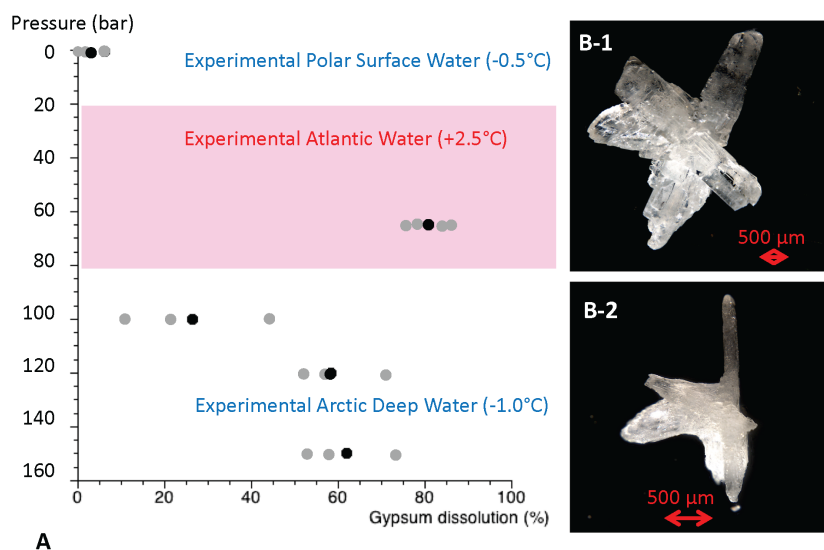 Pressure (bar)
0
Experimental Polar Surface Water (-0.5°C)
20
Experimental Atlantic Water (+2.5°C)
40
60
80
100
120
Experimental Arctic Deep Water (-1.0°C)
140
160
0 20 40 60 80 100
Gypsum dissolution (%)
A
B-1
500 µm
B-2
500 µm